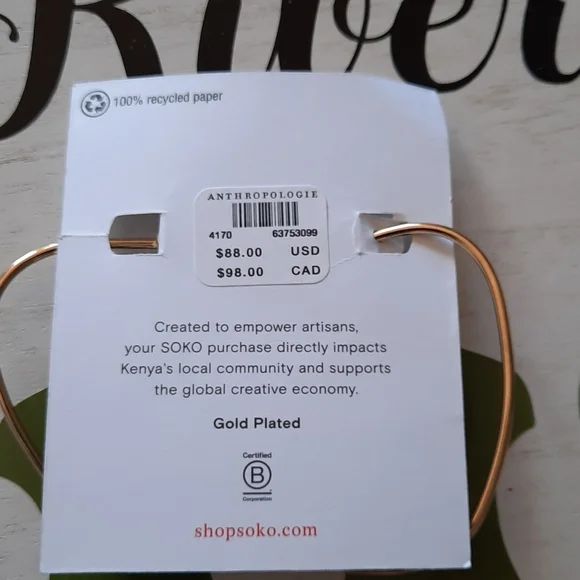 River
100% recycled paper
ANTHROPOLOGIE
4170 63753099
$88.00 USD
$98.00 CAD
Created to empower artisans,
your SOKO purchase directly impacts
Kenya's local community and supports
the global creative economy.
Gold Plated
Certified
B
Corporation
shopsoko.com